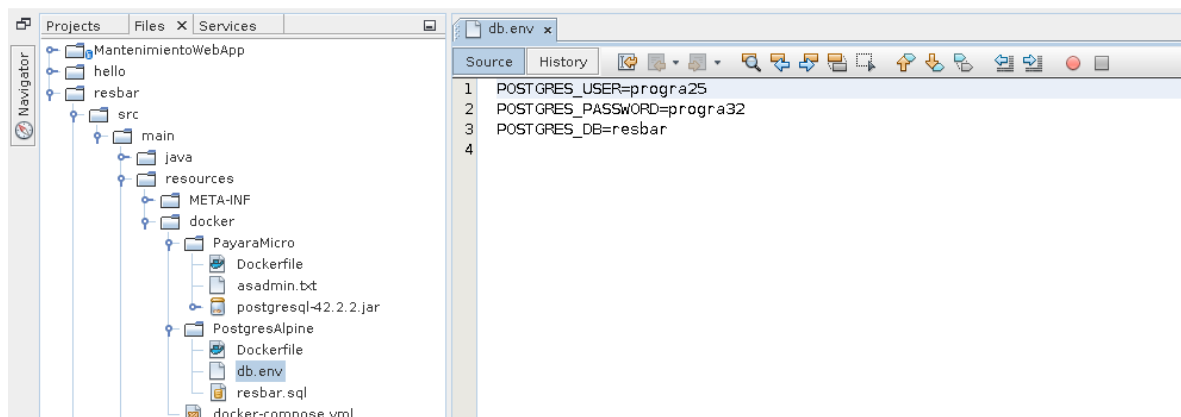 Projects Files X Services
db.env x
Navigator
MantenimientoWebApp
hello
resbar
src
main
java
resources
META-INF
docker
PayaraMicro
Dockerfile
asadmin.txt
postgresql-42.2.2.jar
PostgresAlpine
Dockerfile
db.env
resbar.sql
docker-compose.yml
Source History
1 POSTGRES_USER=progra25
2 POSTGRES_PASSWORD=progra32
3 POSTGRES_DB=resbar
4